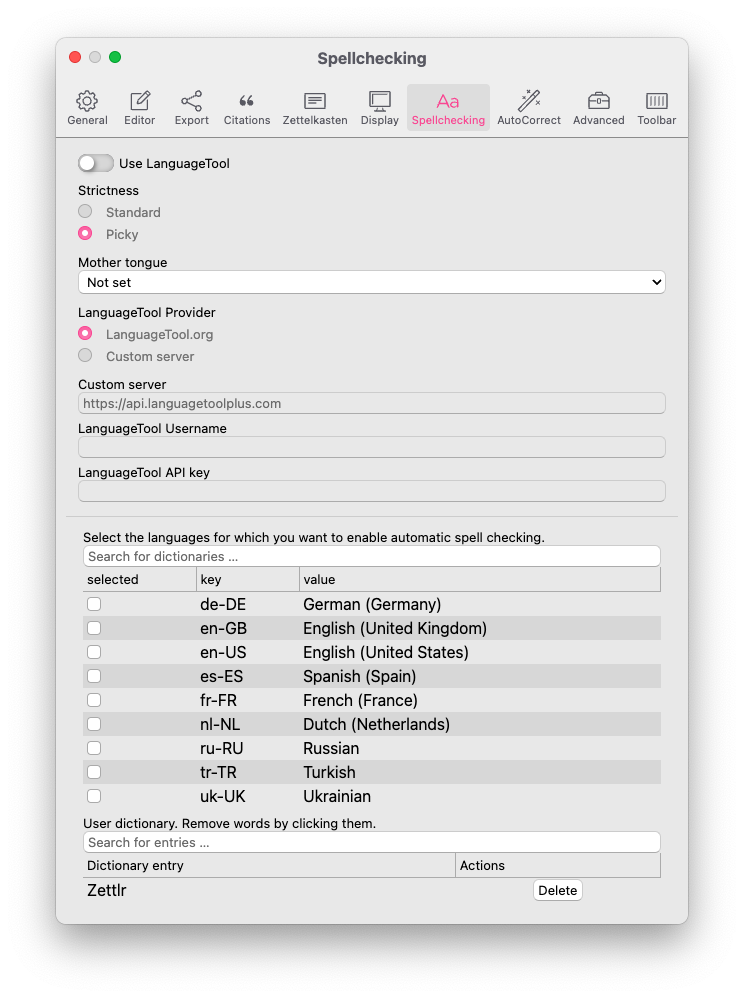 Spellchecking
General Editor Export Citations Zettelkasten Display Spellchecking AutoCorrect Advanced Toolbar
Use LanguageTool
Strictness
Standard
Picky
Mother tongue
Not set
LanguageTool Provider
LanguageTool.org
Custom server
Custom server
https://api.languagetoolplus.com
LanguageTool Username
LanguageTool API key
Select the languages for which you want to enable automatic spell checking.
Search for dictionaries ...
selected key value
de-DE German (Germany)
en-GB English (United Kingdom)
en-US English (United States)
es-ES Spanish (Spain)
fr-FR French (France)
nl-NL Dutch (Netherlands)
ru-RU Russian
tr-TR Turkish
uk-UK Ukrainian
User dictionary. Remove words by clicking them.
Search for entries ...
Dictionary entry Actions
Zettlr Delete